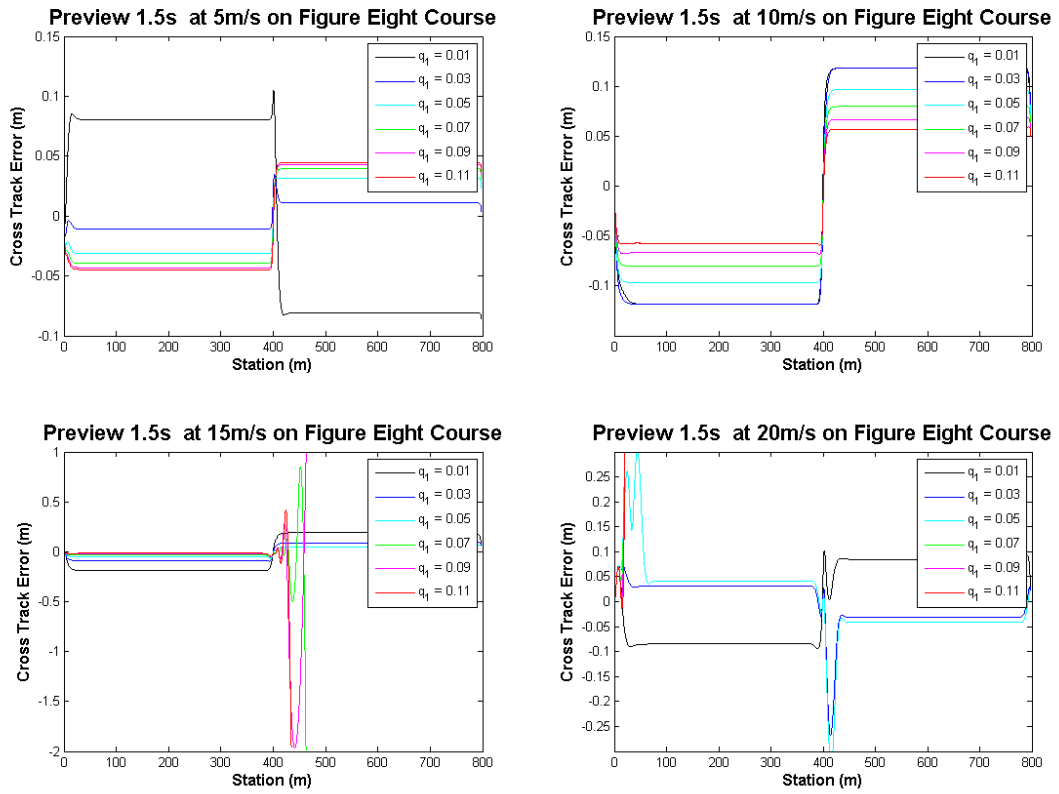 Preview 1.5s at 5m/s on Figure Eight Course
0.15
0.1
0.05
0
-0.05
-0.1
Cross Track Error (m)
0 100 200 300 400 500 600 700 800
Station (m)
q1 = 0.01
q1 = 0.03
q1 = 0.05
q1 = 0.07
q1 = 0.09
q1 = 0.11
Preview 1.5s at 10m/s on Figure Eight Course
0.15
0.1
0.05
0
-0.05
-0.1
Cross Track Error (m)
0 100 200 300 400 500 600 700 800
Station (m)
q1 = 0.01
q1 = 0.03
q1 = 0.05
q1 = 0.07
q1 = 0.09
q1 = 0.11
Preview 1.5s at 15m/s on Figure Eight Course
1
0.5
0
-0.5
-1
-1.5
-2
Cross Track Error (m)
0 100 200 300 400 500 600 700 800
Station (m)
q1 = 0.01
q1 = 0.03
q1 = 0.05
q1 = 0.07
q1 = 0.09
q1 = 0.11
Preview 1.5s at 20m/s on Figure Eight Course
0.25
0.2
0.15
0.1
0.05
0
-0.05
-0.1
-0.15
-0.2
-0.25
Cross Track Error (m)
0 100 200 300 400 500 600 700 800
Station (m)
q1 = 0.01
q1 = 0.03
q1 = 0.05
q1 = 0.07
q1 = 0.09
q1 = 0.11